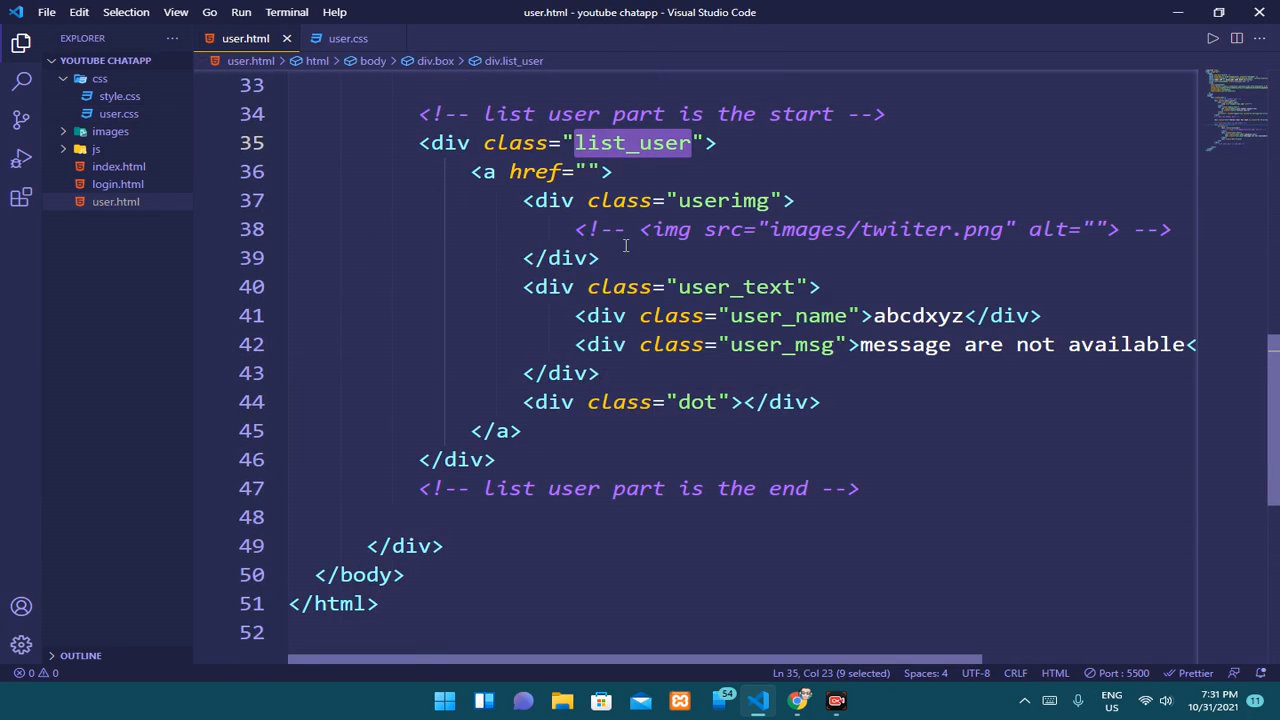 File Edit Selection View Go Run Terminal Help user.html - youtube chatapp - Visual Studio Code
EXPLORER
YOUTUBE CHATAPP
css
style.css
user.css
images
js
index.html
login.html
user.html
OUTLINE
user.html user.css
user.html > html > body > div.box > div.list_user
33
34 <!-- list user part is the start -->
35 <div class="list_user">
36 <a href="">
37 <div class="userimg">
38 <!-- <img src="images/twiiter.png" alt=""> -->
39 </div>
40 <div class="user_text">
41 <div class="user_name">abcdxyz</div>
42 <div class="user_msg">message are not available<
43 </div>
44 <div class="dot"></div>
45 </a>
46 </div>
47 <!-- list user part is the end -->
48
49 </div>
50 </body>
51 </html>
52
0 0 Ln 35, Col 23 (9 selected) Spaces: 4 UTF-8 CRLF HTML Port : 5500 Prettier
54 ENG US 7:31 PM 10/31/2021 11